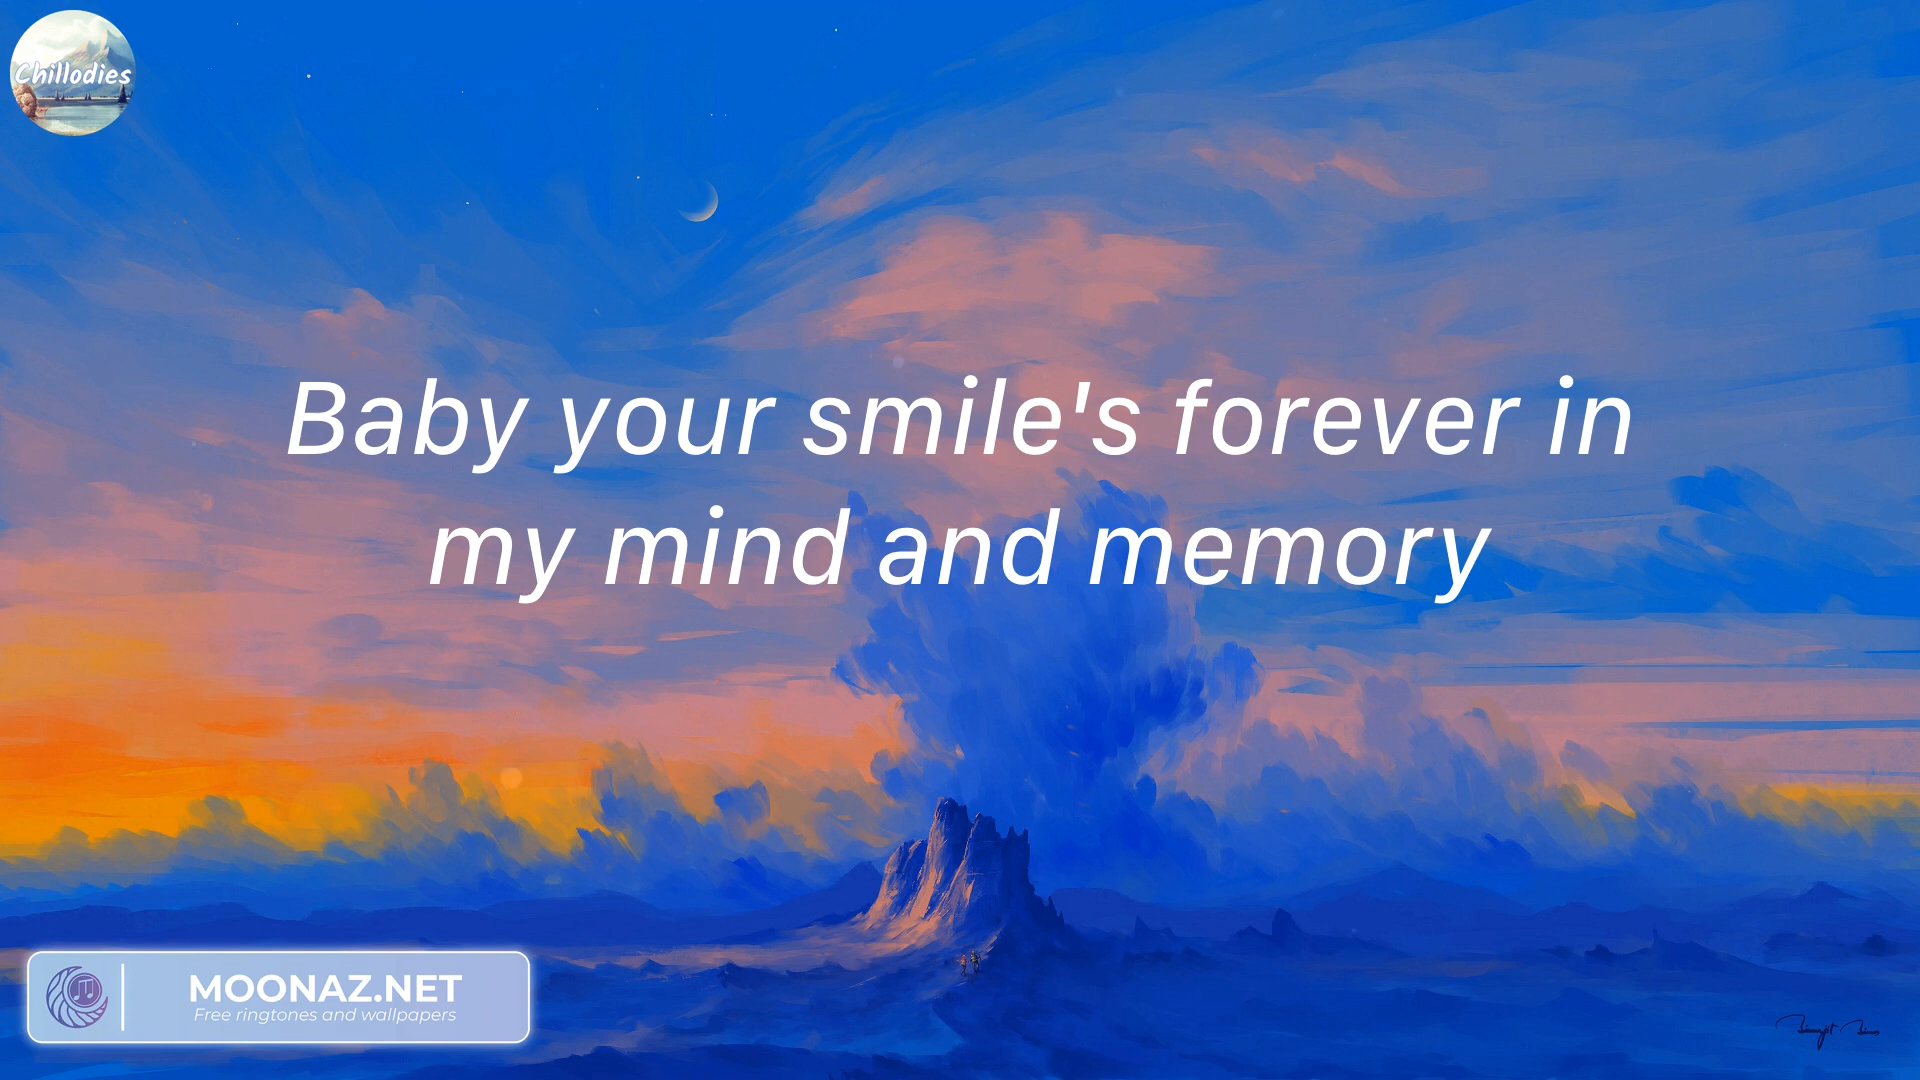 Chillodies
Baby your smile's forever in
my mind and memory
MOONAZ.NET
Free ringtones and wallpapers